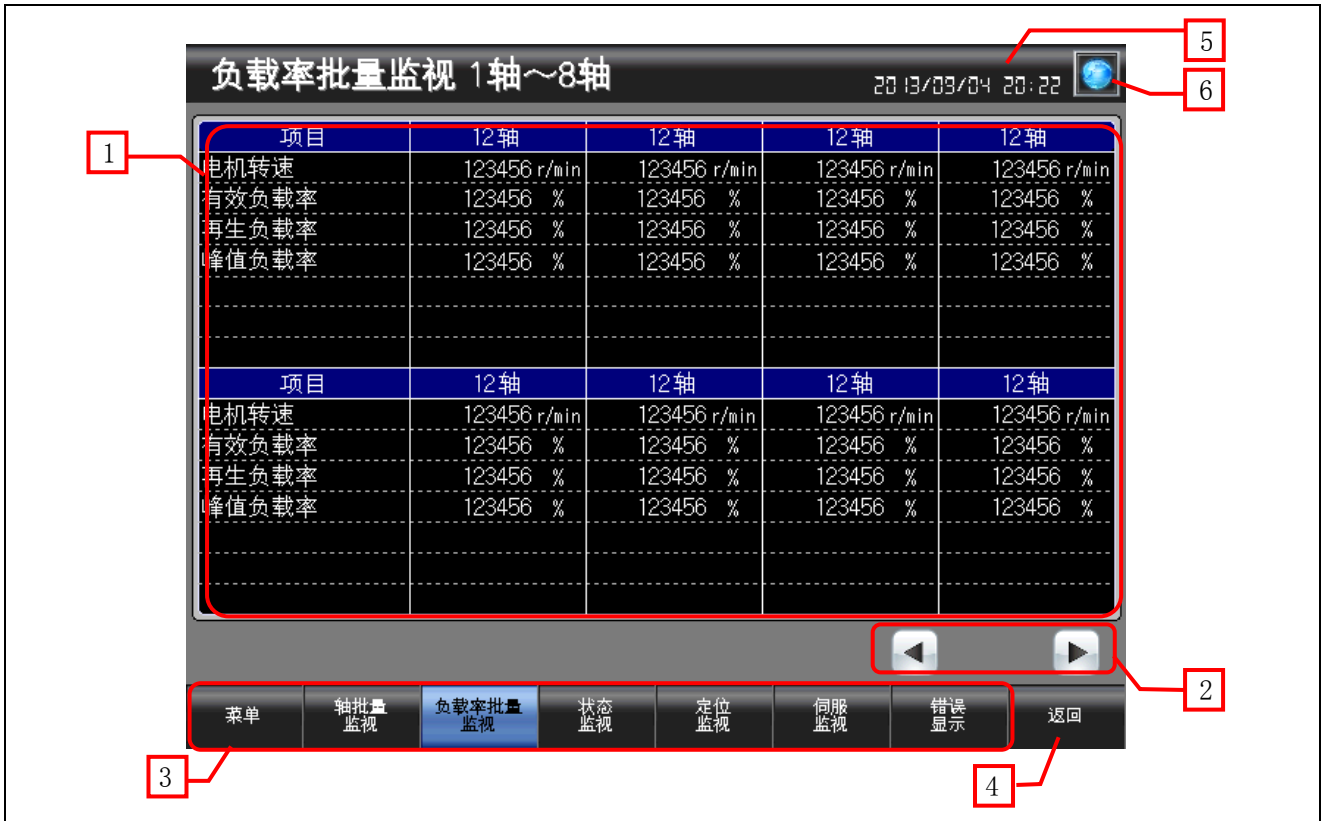 5
负载率批量监视 1轴～8轴
2013/09/04 20:22
6
1
项目 12轴 12轴 12轴 12轴
电机转速 123456 r/min 123456 r/min 123456 r/min 123456 r/min
有效负载率 123456 % 123456 % 123456 % 123456 %
再生负载率 123456 % 123456 % 123456 % 123456 %
峰值负载率 123456 % 123456 % 123456 % 123456 %
项目 12轴 12轴 12轴 12轴
电机转速 123456 r/min 123456 r/min 123456 r/min 123456 r/min
有效负载率 123456 % 123456 % 123456 % 123456 %
再生负载率 123456 % 123456 % 123456 % 123456 %
峰值负载率 123456 % 123456 % 123456 % 123456 %
2
菜单
轴批量
监视
负载率批量
监视
状态
监视
定位
监视
伺服
监视
错误
显示
返回
3
4